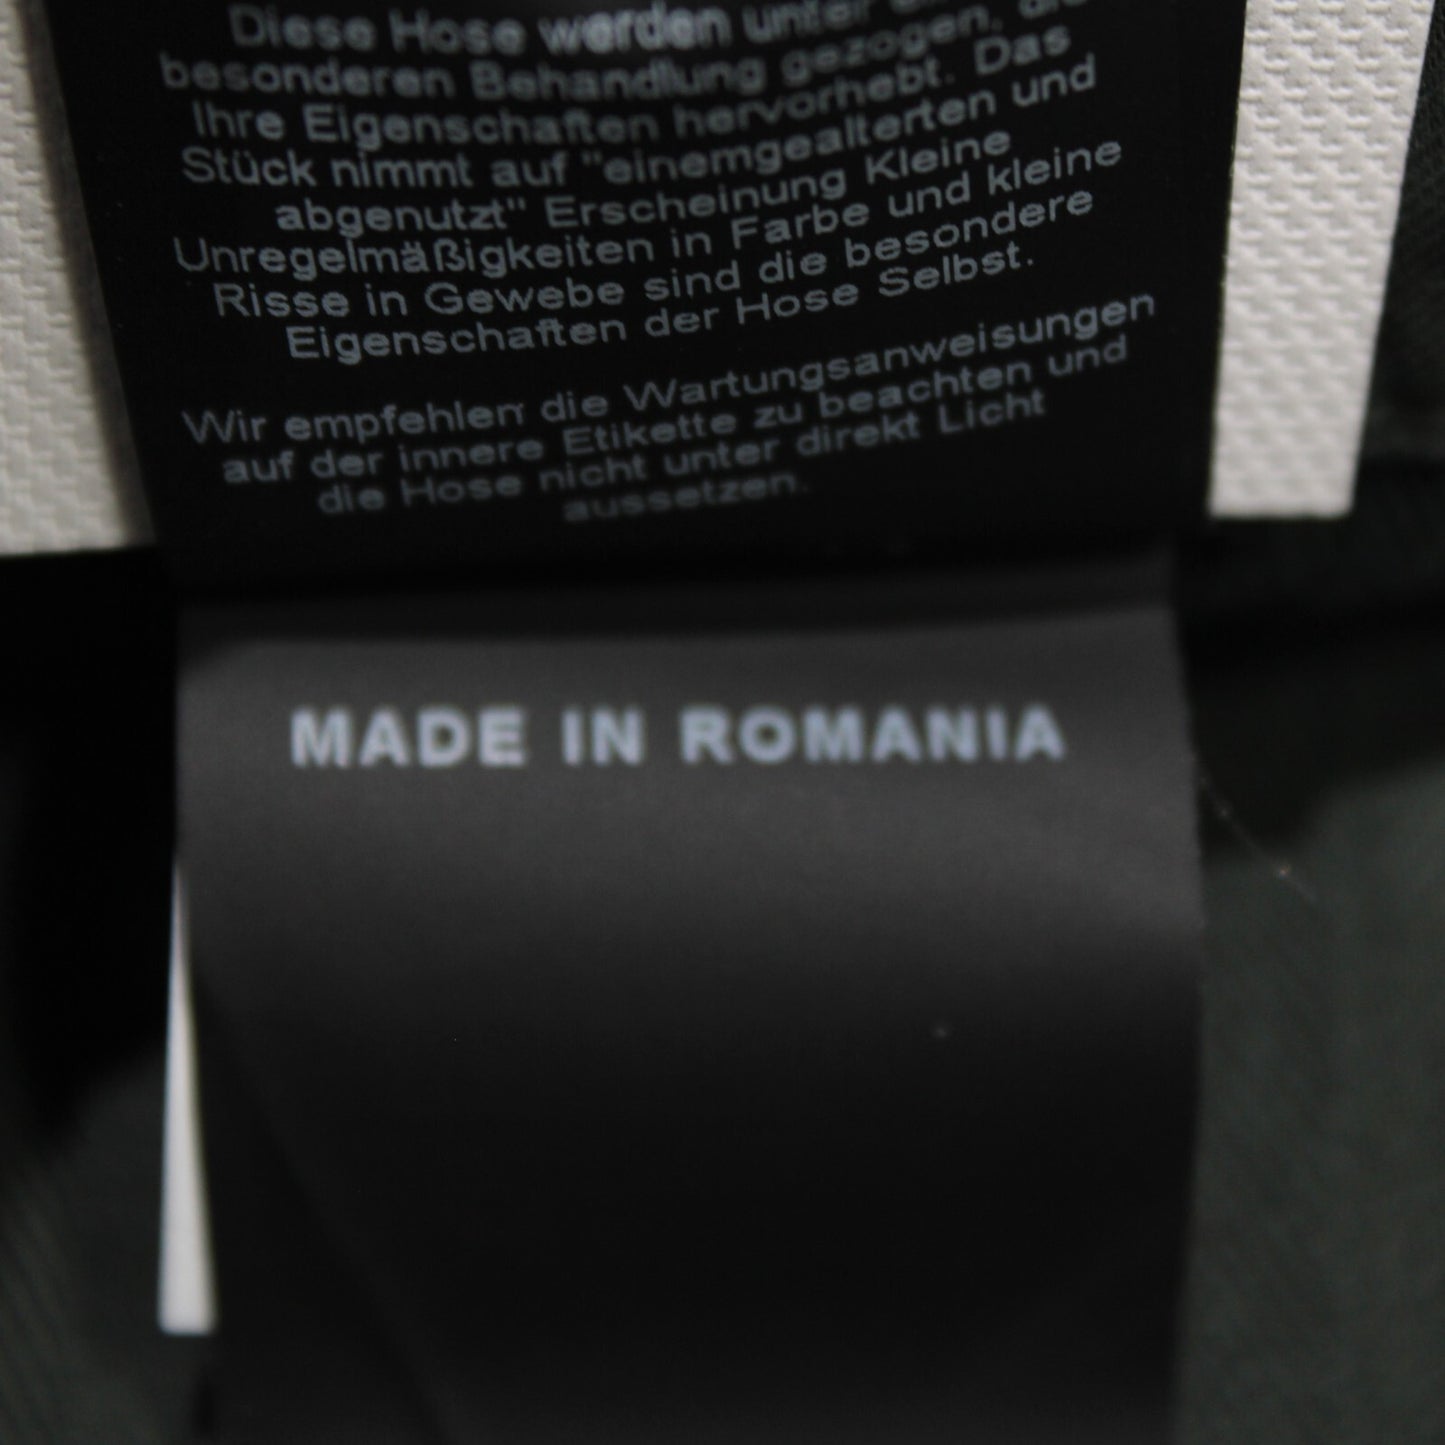 Diese Hose werden unter
besonderen Behandlung gezogen, die
Ihre Eigenschaften hervorhebt. Das
Stück nimmt auf "einemgealterten und
abgenutzt" Erscheinung Kleine
Unregelmäßigkeiten in Farbe und kleine
Risse in Gewebe sind die besondere
Eigenschaften der Hose Selbst.
Wir empfehlen die Wartungsanweisungen
auf der innere Etikette zu beachten und
die Hose nicht unter direkt Licht
aussetzen.
MADE IN ROMANIA